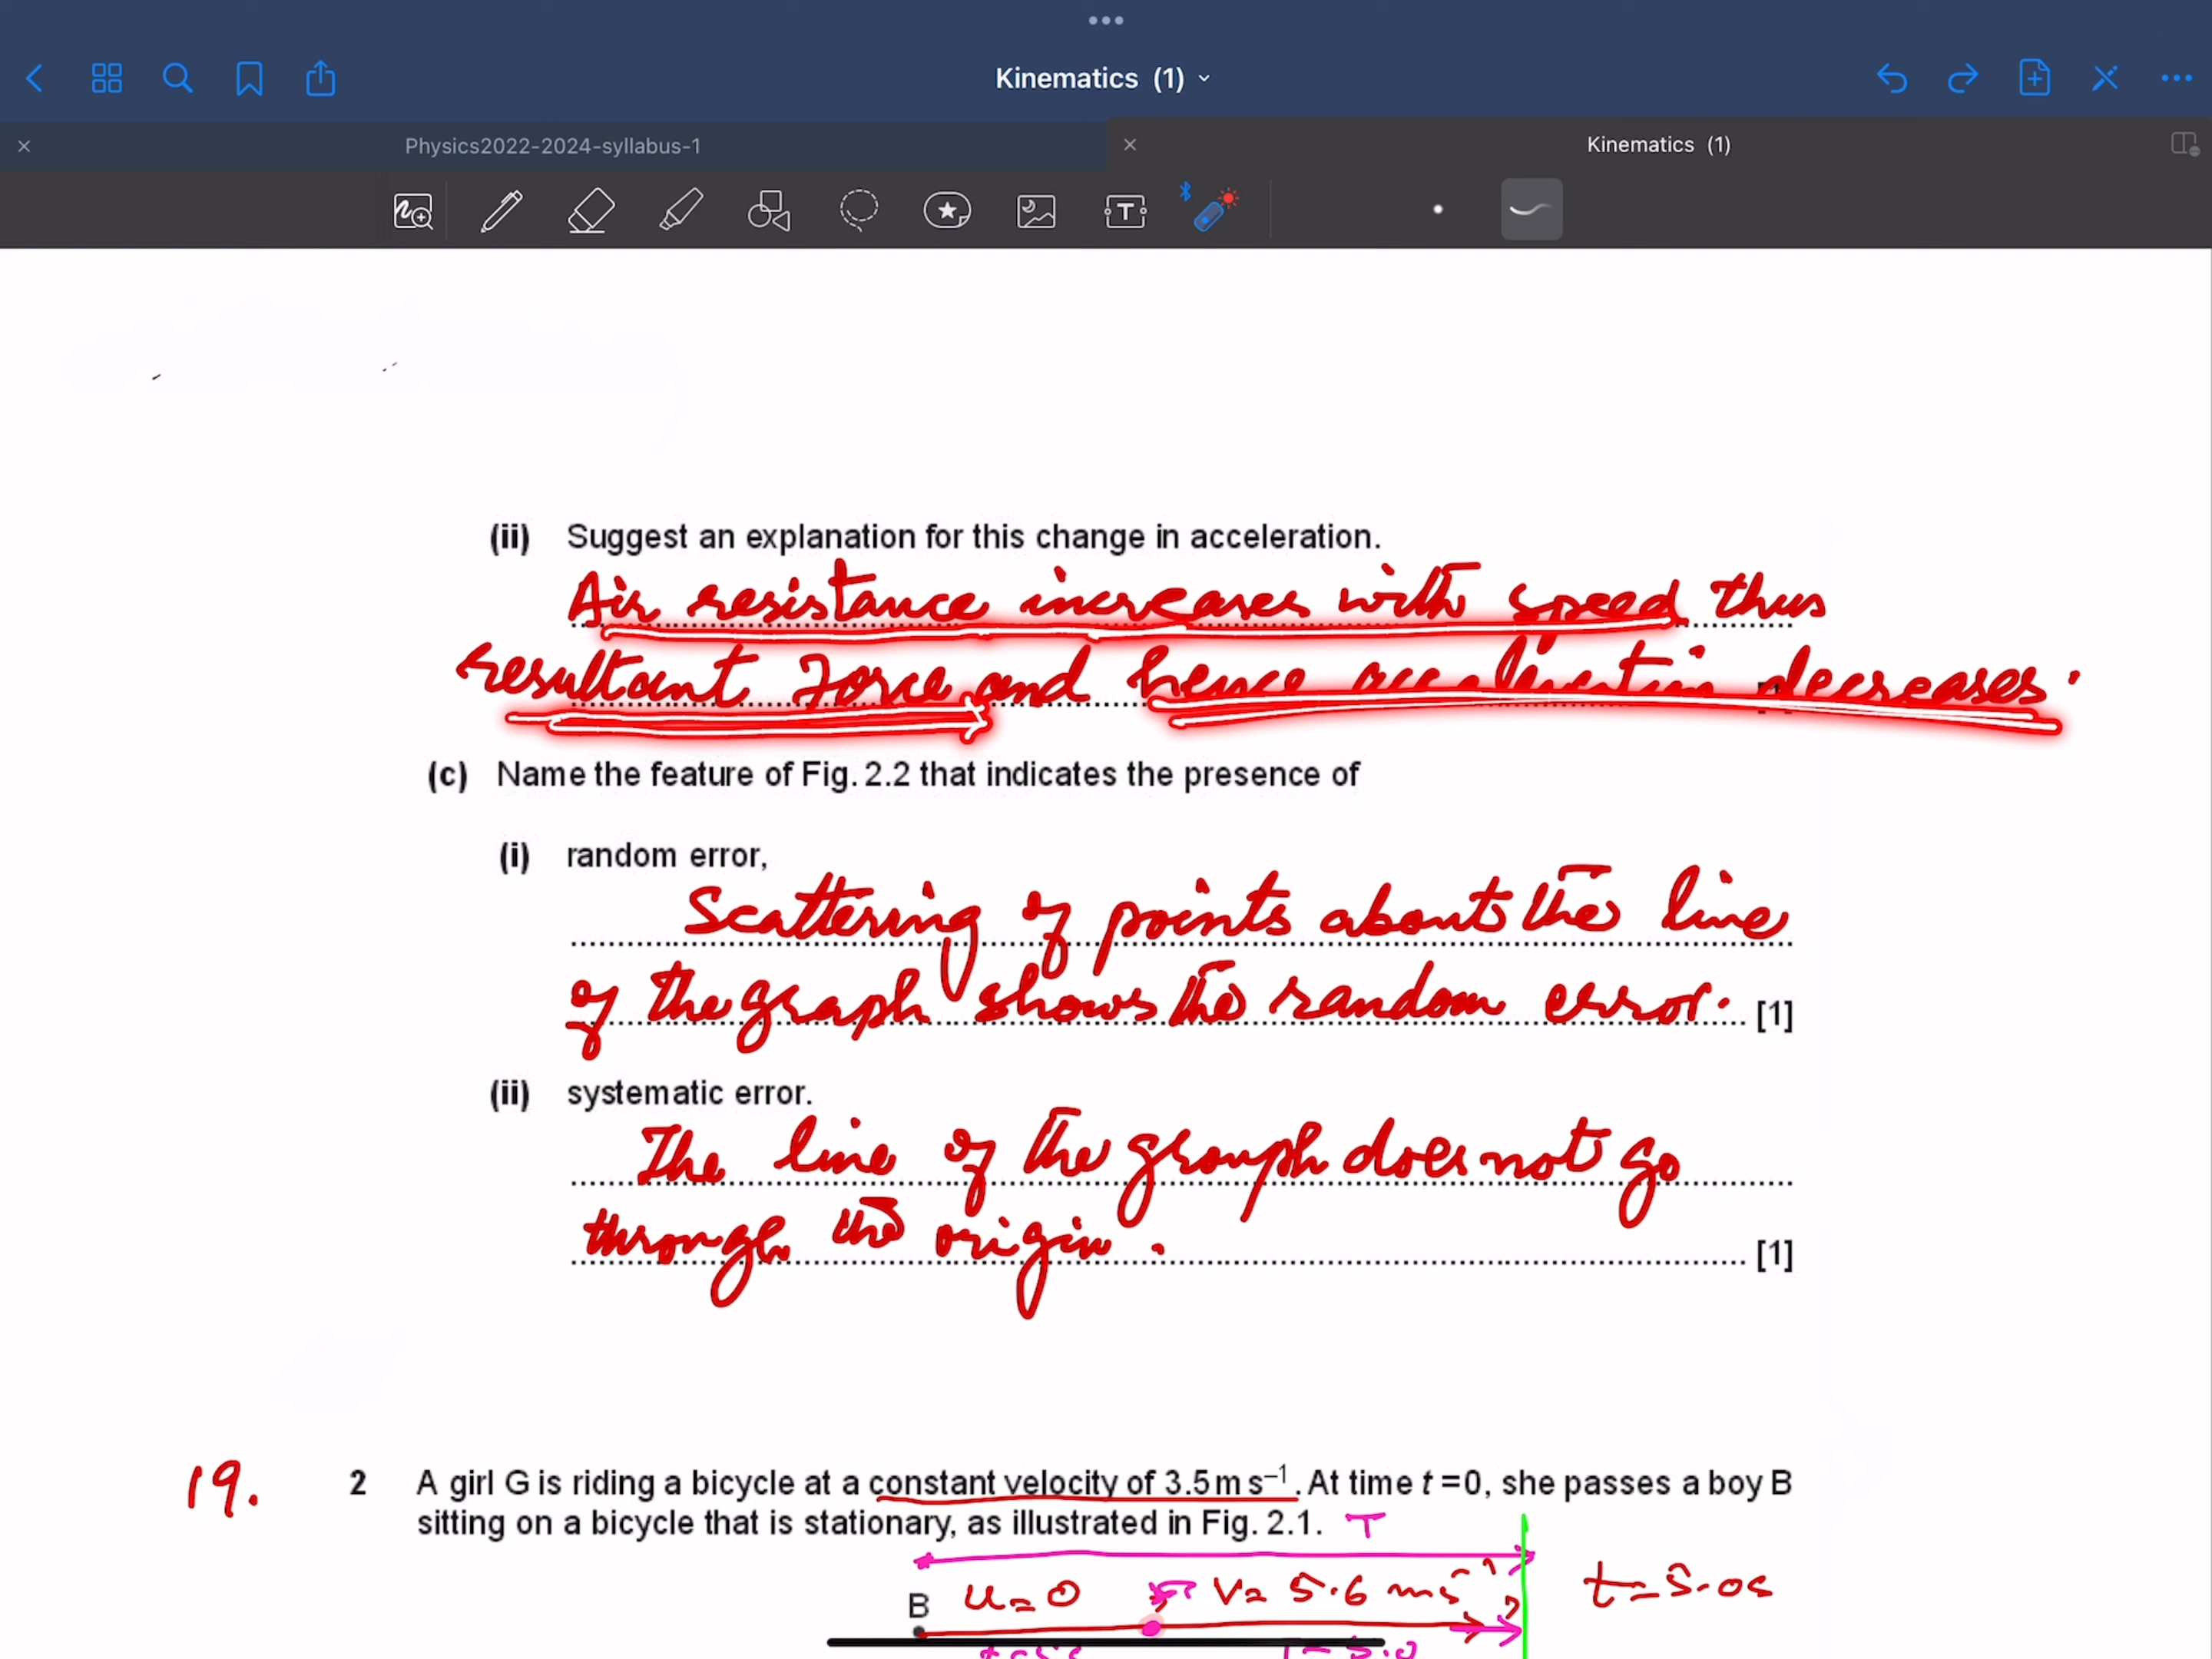 Kinematics (1)
Physics2022-2024-syllabus-1
Kinematics (1)
(ii) Suggest an explanation for this change in acceleration.
Air resistance increases with speed thus
resultant Force and hence acceleration decreases.
(c) Name the feature of Fig. 2.2 that indicates the presence of
(i) random error,
Scattering of points about the line
of the graph shows the random error. [1]
(ii) systematic error.
The line of the graph does not go
through the origin. [1]
19. 2 A girl G is riding a bicycle at a constant velocity of 3.5 m s⁻¹. At time t = 0, she passes a boy B
sitting on a bicycle that is stationary, as illustrated in Fig. 2.1. T
B u = 0 V = 5.6 ms⁻¹ t = 5.0s